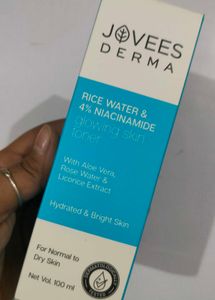 JOVEES
DERMA
RICE WATER &
4% NIACINAMIDE
glowing skin
toner
With Aloe Vera,
Rose Water &
Licorice Extract
Hydrated & Bright Skin
For Normal to
Dry Skin
Net Vol. 100 ml